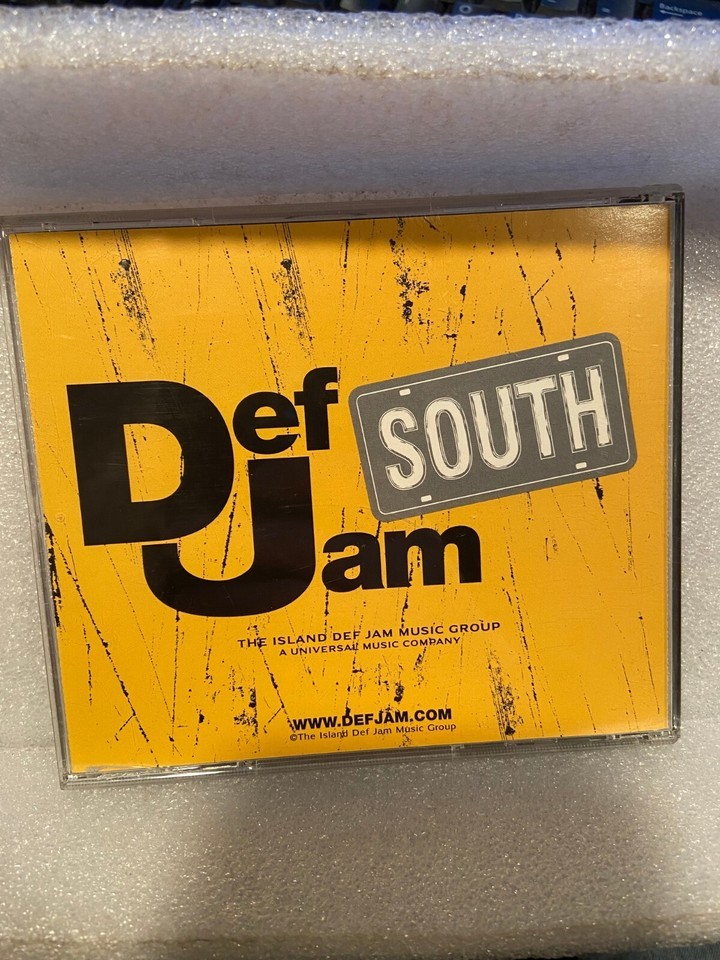 Backspace
Def
Jam
SOUTH
THE ISLAND DEF JAM MUSIC GROUP
A UNIVERSAL MUSIC COMPANY
WWW.DEFJAM.COM
©The Island Def Jam Music Group